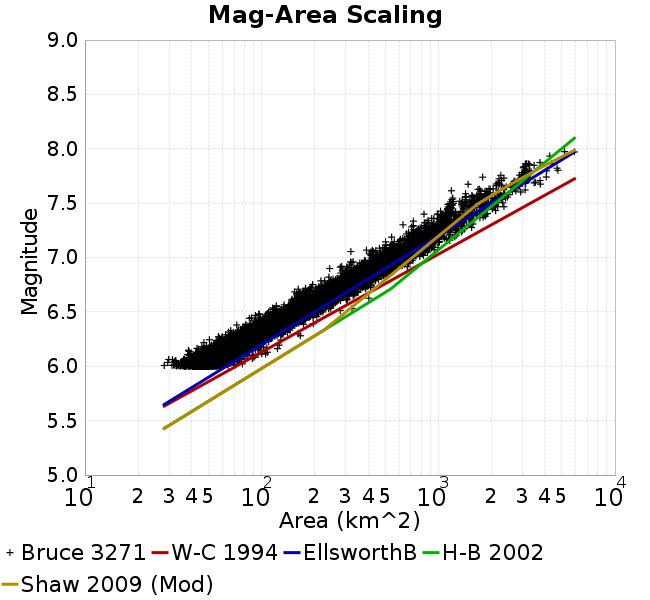 Mag-Area Scaling
9.0
8.5
8.0
7.5
7.0
6.5
6.0
5.5
5.0
Magnitude
10^1 2 3 4 5 10^2 2 3 4 5 10^3 2 3 4 5 10^4
Area (km^2)
Bruce 3271 W-C 1994 EllsworthB H-B 2002
Shaw 2009 (Mod)